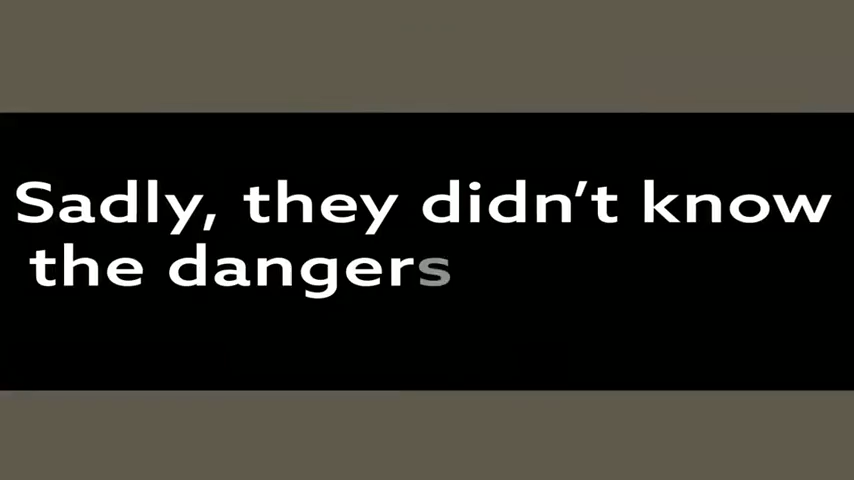 Sadly, they didn’t know
the dangers